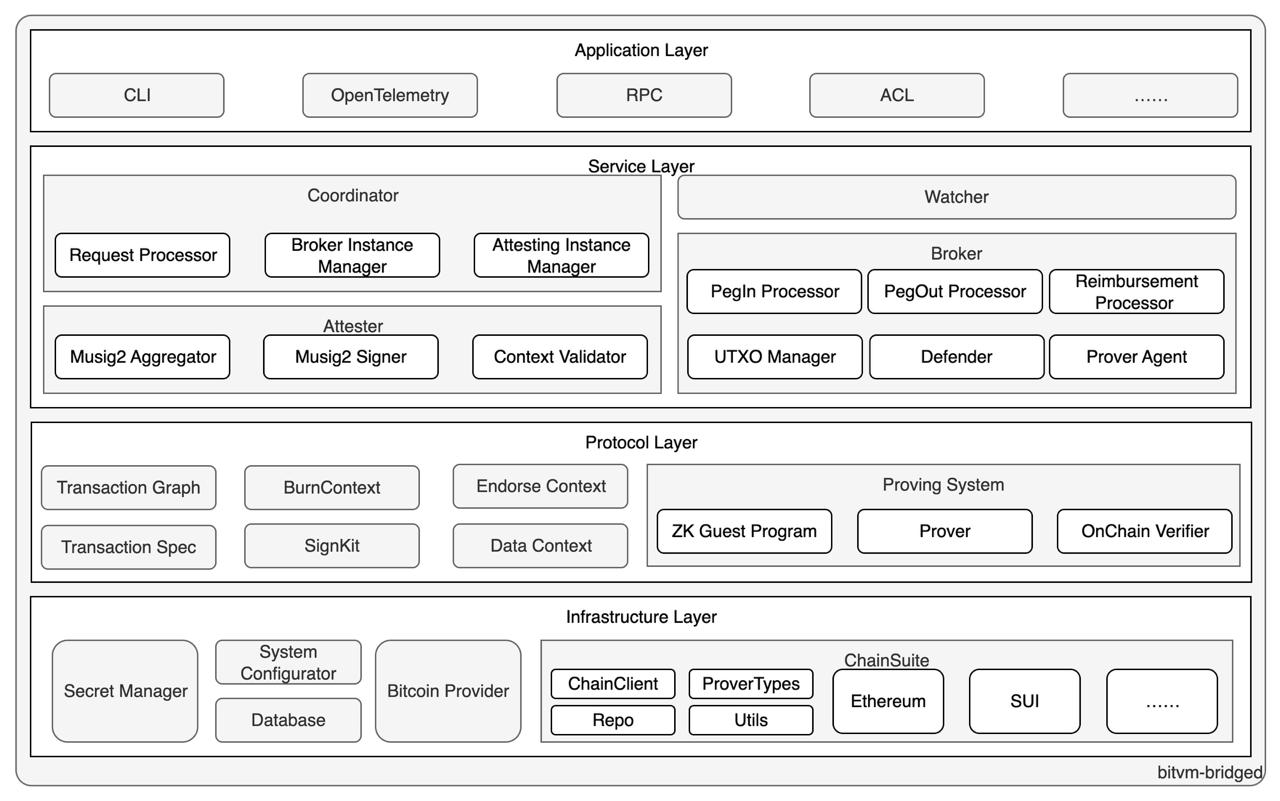 Application Layer
CLI
OpenTelemetry
RPC
ACL
......
Service Layer
Coordinator
Request Processor
Broker Instance
Manager
Attesting Instance
Manager
Attester
Musig2 Aggregator
Musig2 Signer
Context Validator
Watcher
Broker
PegIn Processor
PegOut Processor
Reimbursement
Processor
UTXO Manager
Defender
Prover Agent
Protocol Layer
Transaction Graph
BurnContext
Endorse Context
Transaction Spec
SignKit
Data Context
Proving System
ZK Guest Program
Prover
OnChain Verifier
Infrastructure Layer
Secret Manager
System
Configurator
Database
Bitcoin Provider
ChainSuite
ChainClient
ProverTypes
Repo
Utils
Ethereum
SUI
......
bitvm-bridged